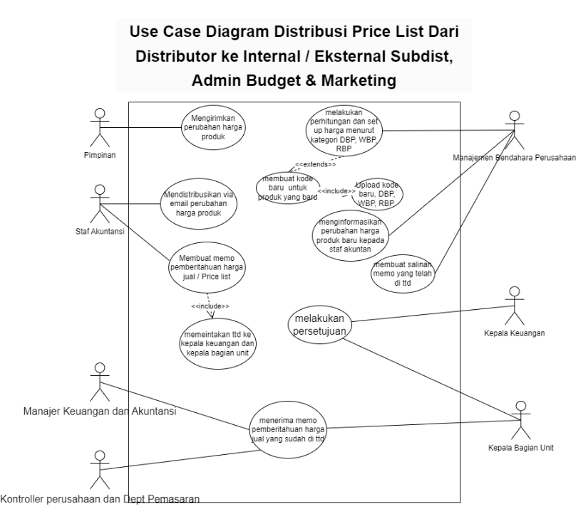 Use Case Diagram Distribusi Price List Dari
Distributor ke Internal / Eksternal Subdist,
Admin Budget & Marketing
Mengirimkan
perubahan harga
produk
melakukan
perhitungan dan set
up harga menurut
kategori DBP, WBP,
RBP
Pimpinan
Manajemen Bendahara Perusahaan
<<extends>>
membuat kode
baru untuk
produk yang bard
<<include>>
Upload kode
baru, DBP,
WBP, RBP
Mendistribusikan via
email perubahan
harga produk
Staf Akuntansi
menginformasikan
perubahan harga
produk baru kepada
staf akuntan
Membuat memo
pemberitahuan harga
jual / Price list
membuat salinan
memo yang telah
di ttd
<<include>>
memeintakan ttd ke
kepala keuangan dan
kepala bagian unit
melakukan
persetujuan
Kepala Keuangan
Manajer Keuangan dan Akuntansi
menerima memo
pemberitahuan harga
jual yang sudah di ttd
Kepala Bagian Unit
Kontroller perusahaan dan Dept Pemasaran